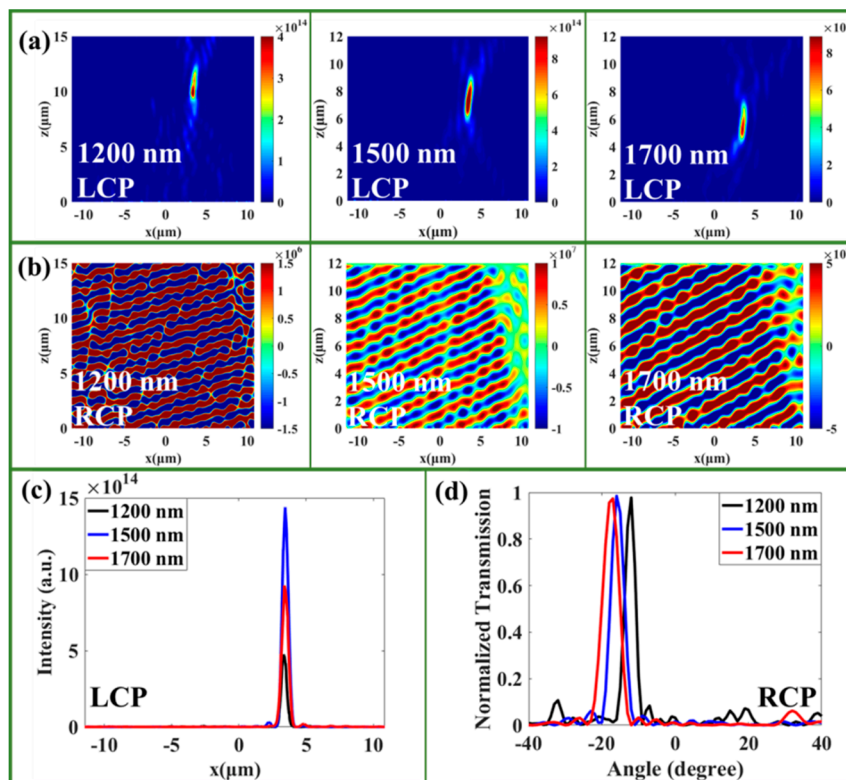 (a)
×10^14
×10^14
×10
15
10
5
0
z(μm)
1200 nm
LCP
-10 -5 0 5 10
x(μm)
4
3
2
1
0
12
10
8
6
4
2
0
z(μm)
1500 nm
LCP
-10 -5 0 5 10
x(μm)
8
6
4
2
0
12
10
8
6
4
2
0
z(μm)
1700 nm
LCP
-10 -5 0 5 10
x(μm)
8
6
4
2
0
(b)
×10^6
×10^7
×10
15
10
5
0
z(μm)
1200 nm
RCP
-10 -5 0 5 10
x(μm)
1.5
1
0.5
0
-0.5
-1
-1.5
12
10
8
6
4
2
0
z(μm)
1500 nm
RCP
-10 -5 0 5 10
x(μm)
1
0.5
0
-0.5
-1
12
10
8
6
4
2
0
z(μm)
1700 nm
RCP
-10 -5 0 5 10
x(μm)
5
0
-5
(c)
×10^14
15
10
5
0
Intensity (a.u.)
1200 nm
1500 nm
1700 nm
LCP
-10 -5 0 5 10
x(μm)
(d)
1
0.8
0.6
0.4
0.2
0
Normalized Transmission
1200 nm
1500 nm
1700 nm
RCP
-40 -20 0 20 40
Angle (degree)